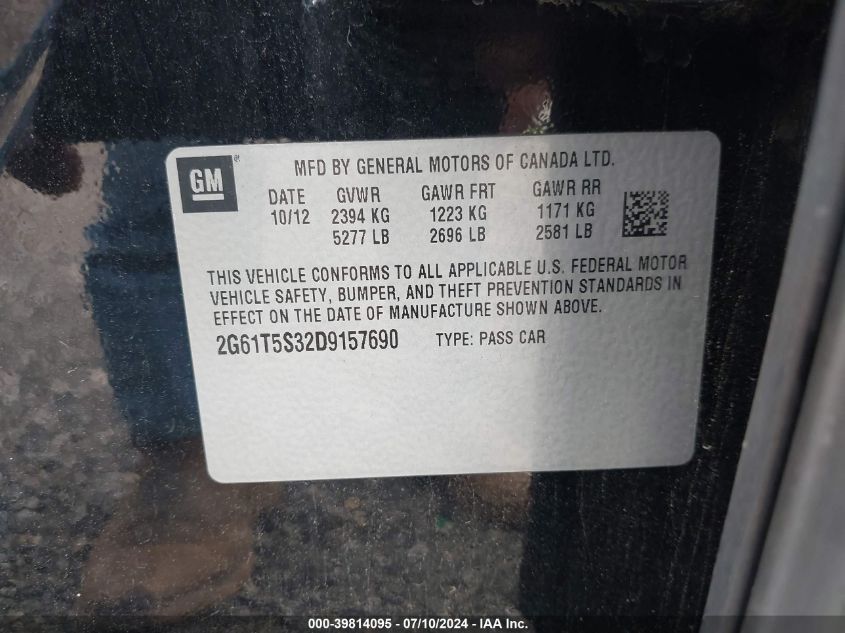 GM®
MFD BY GENERAL MOTORS OF CANADA LTD.
DATE GVWR GAWR FRT GAWR RR
10/12 2394 KG 1223 KG 1171 KG
5277 LB 2696 LB 2581 LB
THIS VEHICLE CONFORMS TO ALL APPLICABLE U.S. FEDERAL MOTOR
VEHICLE SAFETY, BUMPER, AND THEFT PREVENTION STANDARDS IN
EFFECT ON THE DATE OF MANUFACTURE SHOWN ABOVE.
2G61T5S32D9157690 TYPE: PASS CAR
000-39814095 - 07/10/2024 - IAA Inc.